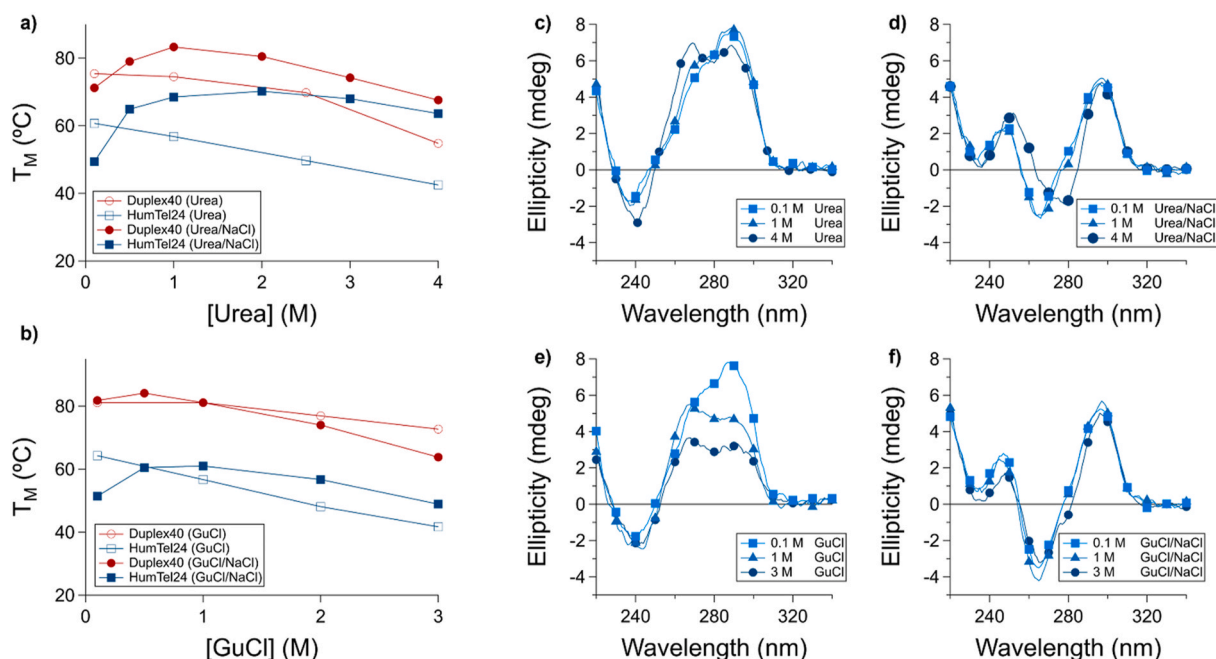 a)
80
60
40
20
T_M (ºC)
Duplex40 (Urea)
HumTel24 (Urea)
Duplex40 (Urea/NaCl)
HumTel24 (Urea/NaCl)
0 1 2 3 4
[Urea] (M)
b)
80
60
40
20
T_M (ºC)
Duplex40 (GuCl)
HumTel24 (GuCl)
Duplex40 (GuCl/NaCl)
HumTel24 (GuCl/NaCl)
0 1 2 3
[GuCl] (M)
c)
8
6
4
2
0
-2
-4
Ellipticity (mdeg)
0.1 M Urea
1 M Urea
4 M Urea
240 280 320
Wavelength (nm)
d)
8
6
4
2
0
-2
-4
Ellipticity (mdeg)
0.1 M Urea/NaCl
1 M Urea/NaCl
4 M Urea/NaCl
240 280 320
Wavelength (nm)
e)
8
6
4
2
0
-2
-4
Ellipticity (mdeg)
0.1 M GuCl
1 M GuCl
3 M GuCl
240 280 320
Wavelength (nm)
f)
8
6
4
2
0
-2
-4
Ellipticity (mdeg)
0.1 M GuCl/NaCl
1 M GuCl/NaCl
3 M GuCl/NaCl
240 280 320
Wavelength (nm)